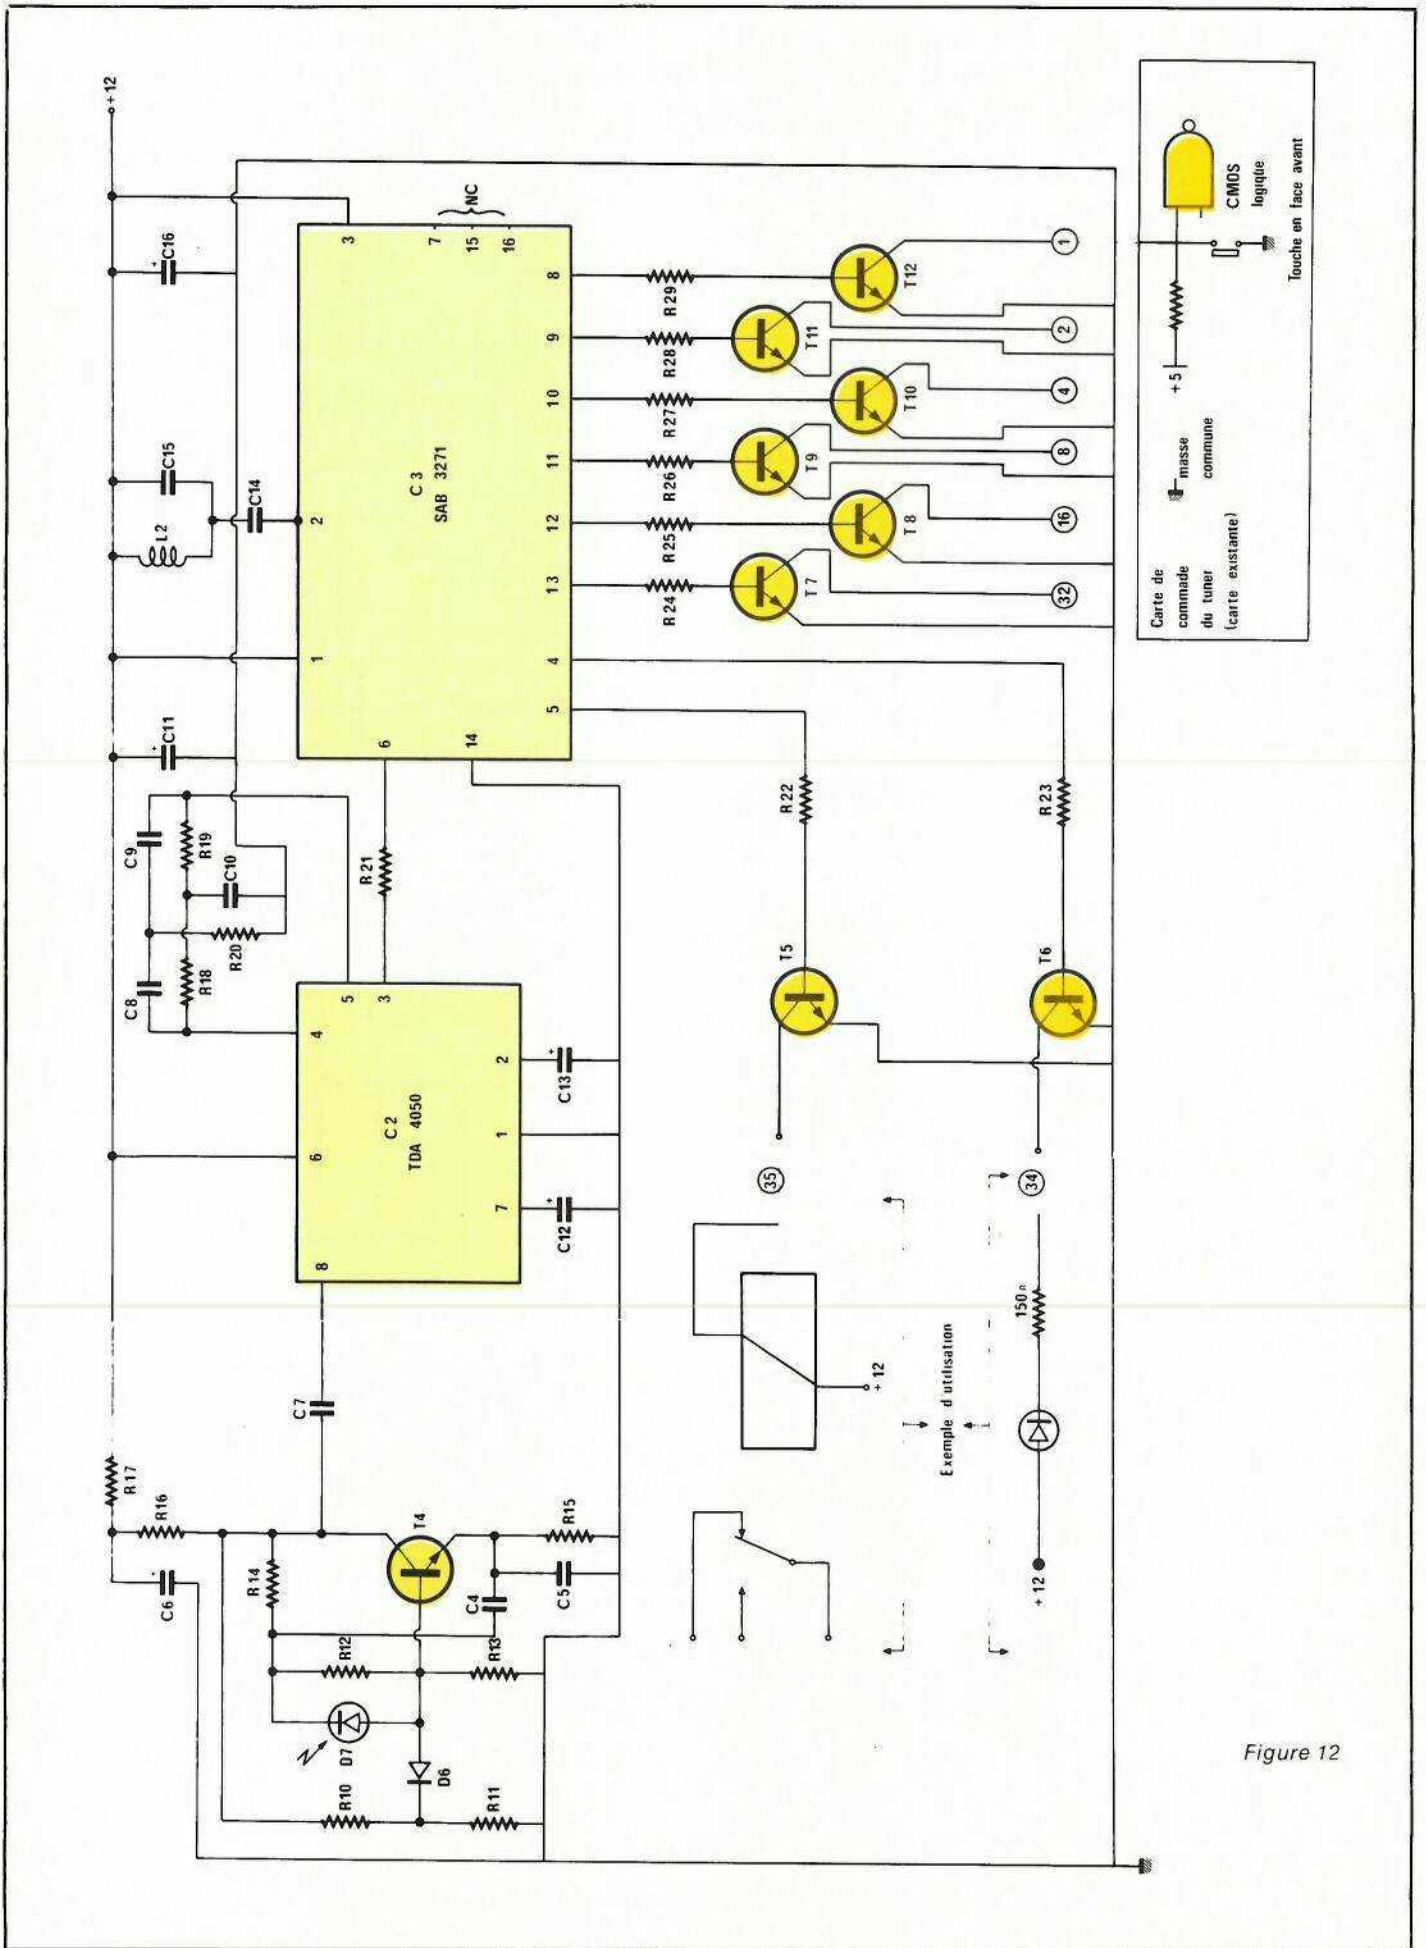 +12
C16
C15
L2
C14
C11
C9
R19
C10
C8
R18
R20
R17
R16
C6
3
7
15
16
NC
2
1
6
14
C3
SAB 3271
8
9
10
11
12
13
4
5
R21
5
3
4
6
8
C2
TDA 4050
2
1
7
C13
C12
C7
R14
T4
R15
C4
C5
R12
R13
D7
D6
R10
R11
R29
R28
R27
R26
R25
R24
T12
T11
T10
T9
T8
T7
1
2
4
8
16
32
R22
R23
T5
T6
35
34
+12
Exemple d'utilisation
150Ω
+12
Carte de
commade
du tuner
(carte existante)
masse
commune
+5
CMOS
logique
Touche en face avant
Figure 12